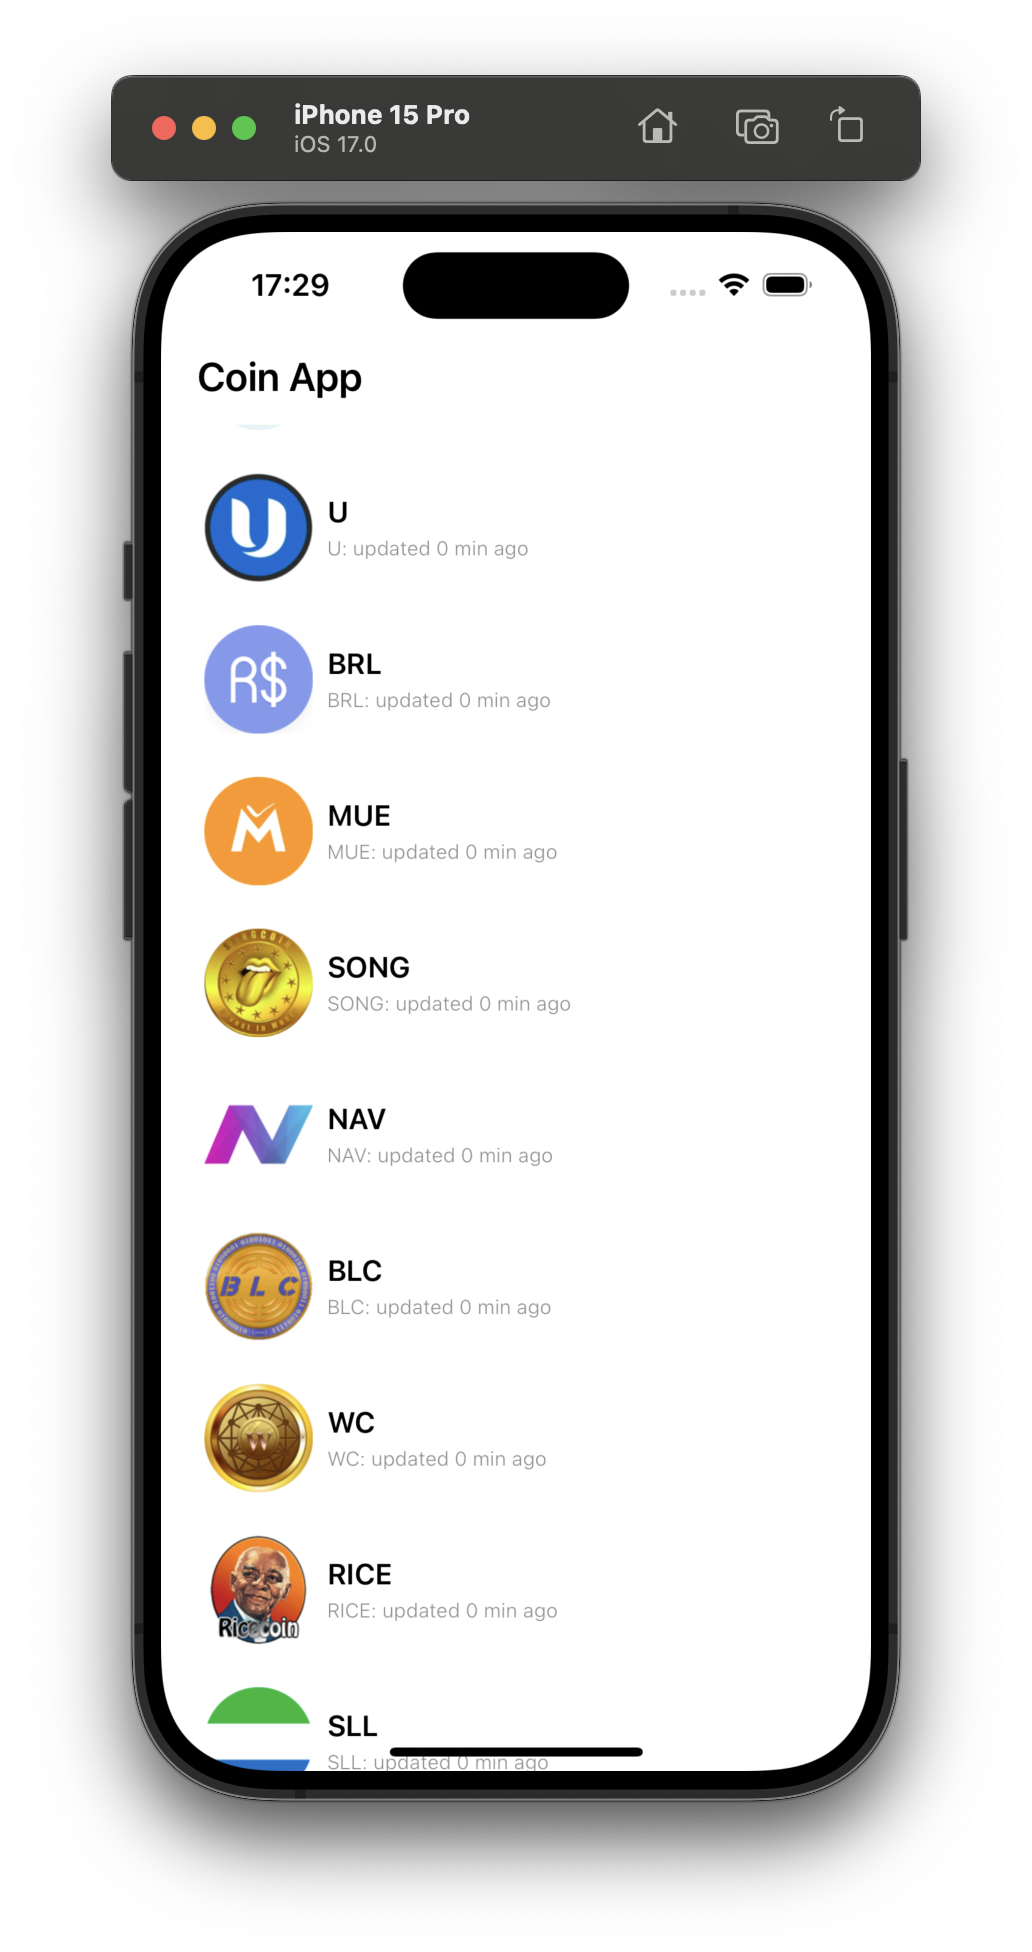 iPhone 15 Pro
iOS 17.0
17:29
Coin App
U
U: updated 0 min ago
R$
BRL
BRL: updated 0 min ago
MUE
MUE: updated 0 min ago
SONG
SONG: updated 0 min ago
NAV
NAV: updated 0 min ago
BLC
BLC
BLC: updated 0 min ago
W
WC
WC: updated 0 min ago
Ricecoin
RICE
RICE: updated 0 min ago
SLL
SLL: updated 0 min ago